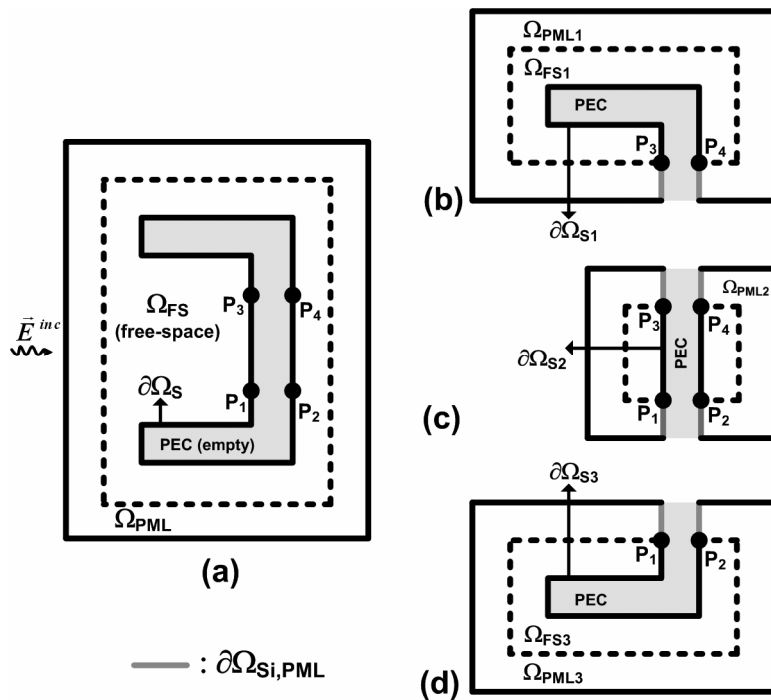 Ω_FS
(free-space)
P₃
P₄
E⃗ ^inc
∂Ω_S
P₁
P₂
PEC (empty)
Ω_PML
(a)
▬ : ∂Ω_Si,PML
Ω_PML1
Ω_FS1
PEC
P₃
P₄
(b)
∂Ω_S1
Ω_PML2
P₃
P₄
∂Ω_S2
PEC
P₁
P₂
(c)
∂Ω_S3
P₁
P₂
PEC
Ω_FS3
Ω_PML3
(d)